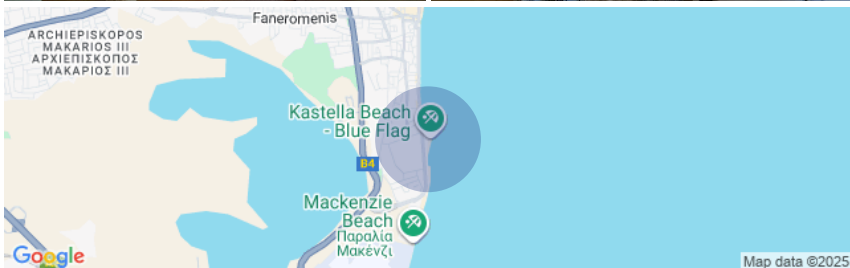 Faneromenis
ARCHIEPISKOPOS
MAKARIOS III
ΑΡΧΙΕΠΙΣΚΟΠΟΣ
ΜΑΚΑΡΙΟΣ ΙΙΙ
Kastella Beach
- Blue Flag
B4
Mackenzie
Beach
Παραλία
Μακένζι
Google
Map data ©2025